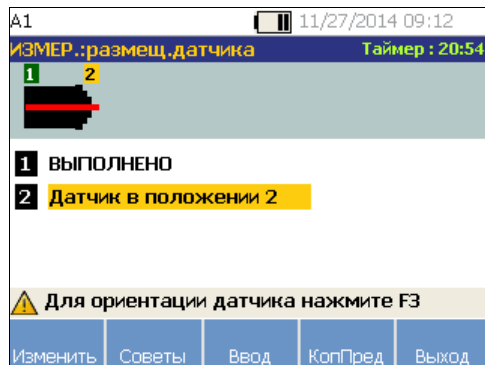 A1 11/27/2014 09:12
ИЗМЕР.:размещ.датчика Таймер : 20:54
1 2
1 ВЫПОЛНЕНО
2 Датчик в положении 2
Для ориентации датчика нажмите F3
Изменить Советы Ввод КопПред Выход